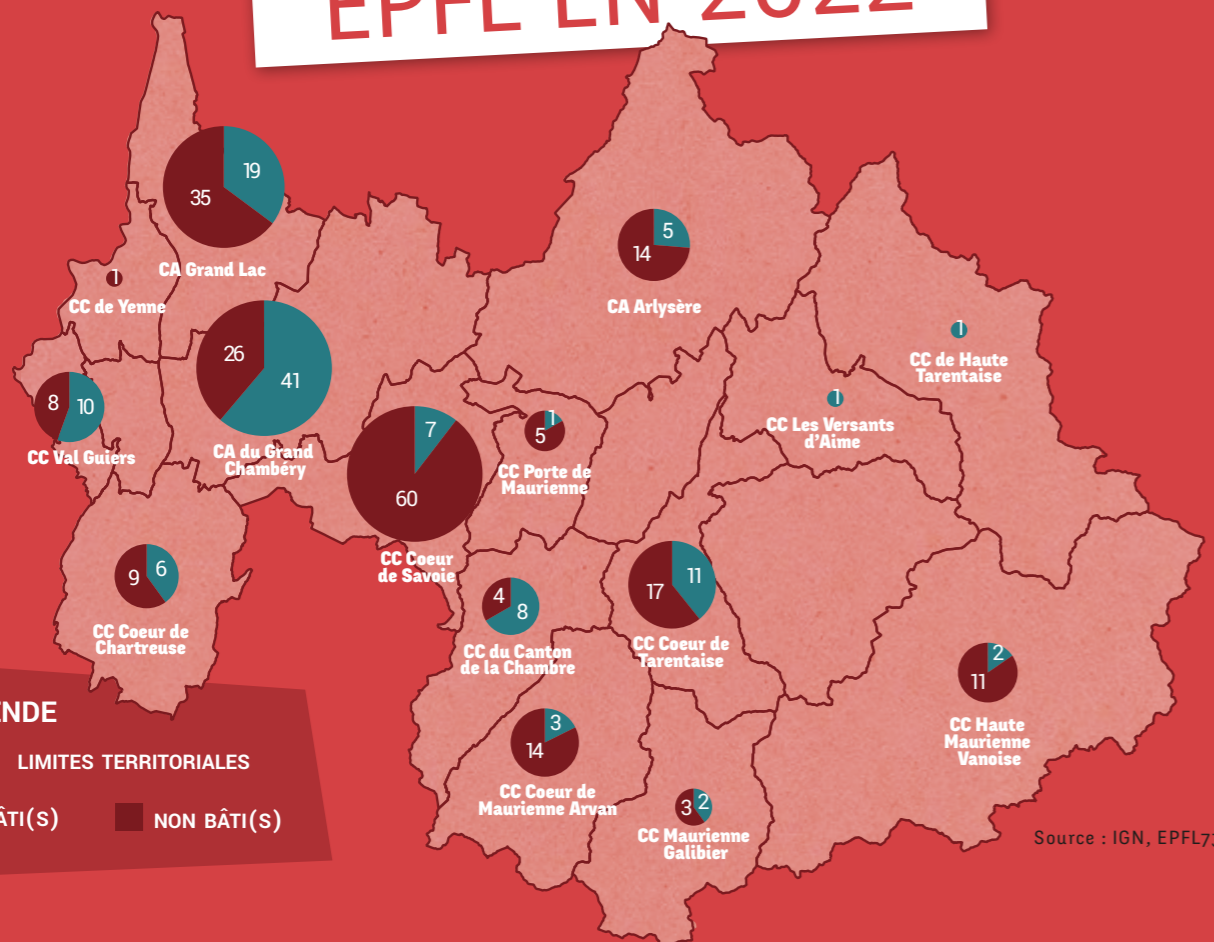 EPFL EN 2022
19
35
CA Grand Lac
1
CC de Yenne
5
14
CA Arlysère
1
CC de Haute
Tarentaise
26
41
CA du Grand
Chambéry
8
10
CC Val Guiers
1
CC Les Versants
d'Aime
7
60
CC Coeur
de Savoie
1
5
CC Porte de
Maurienne
9
6
CC Coeur de
Chartreuse
4
8
CC du Canton
de la Chambre
17
11
CC Coeur de
Tarentaise
2
11
CC Haute
Maurienne
Vanoise
3
14
CC Coeur de
Maurienne Arvan
3
2
CC Maurienne
Galibier
ENDE
LIMITES TERRITORIALES
ÂTI(S)
NON BÂTI(S)
Source : IGN, EPFL73